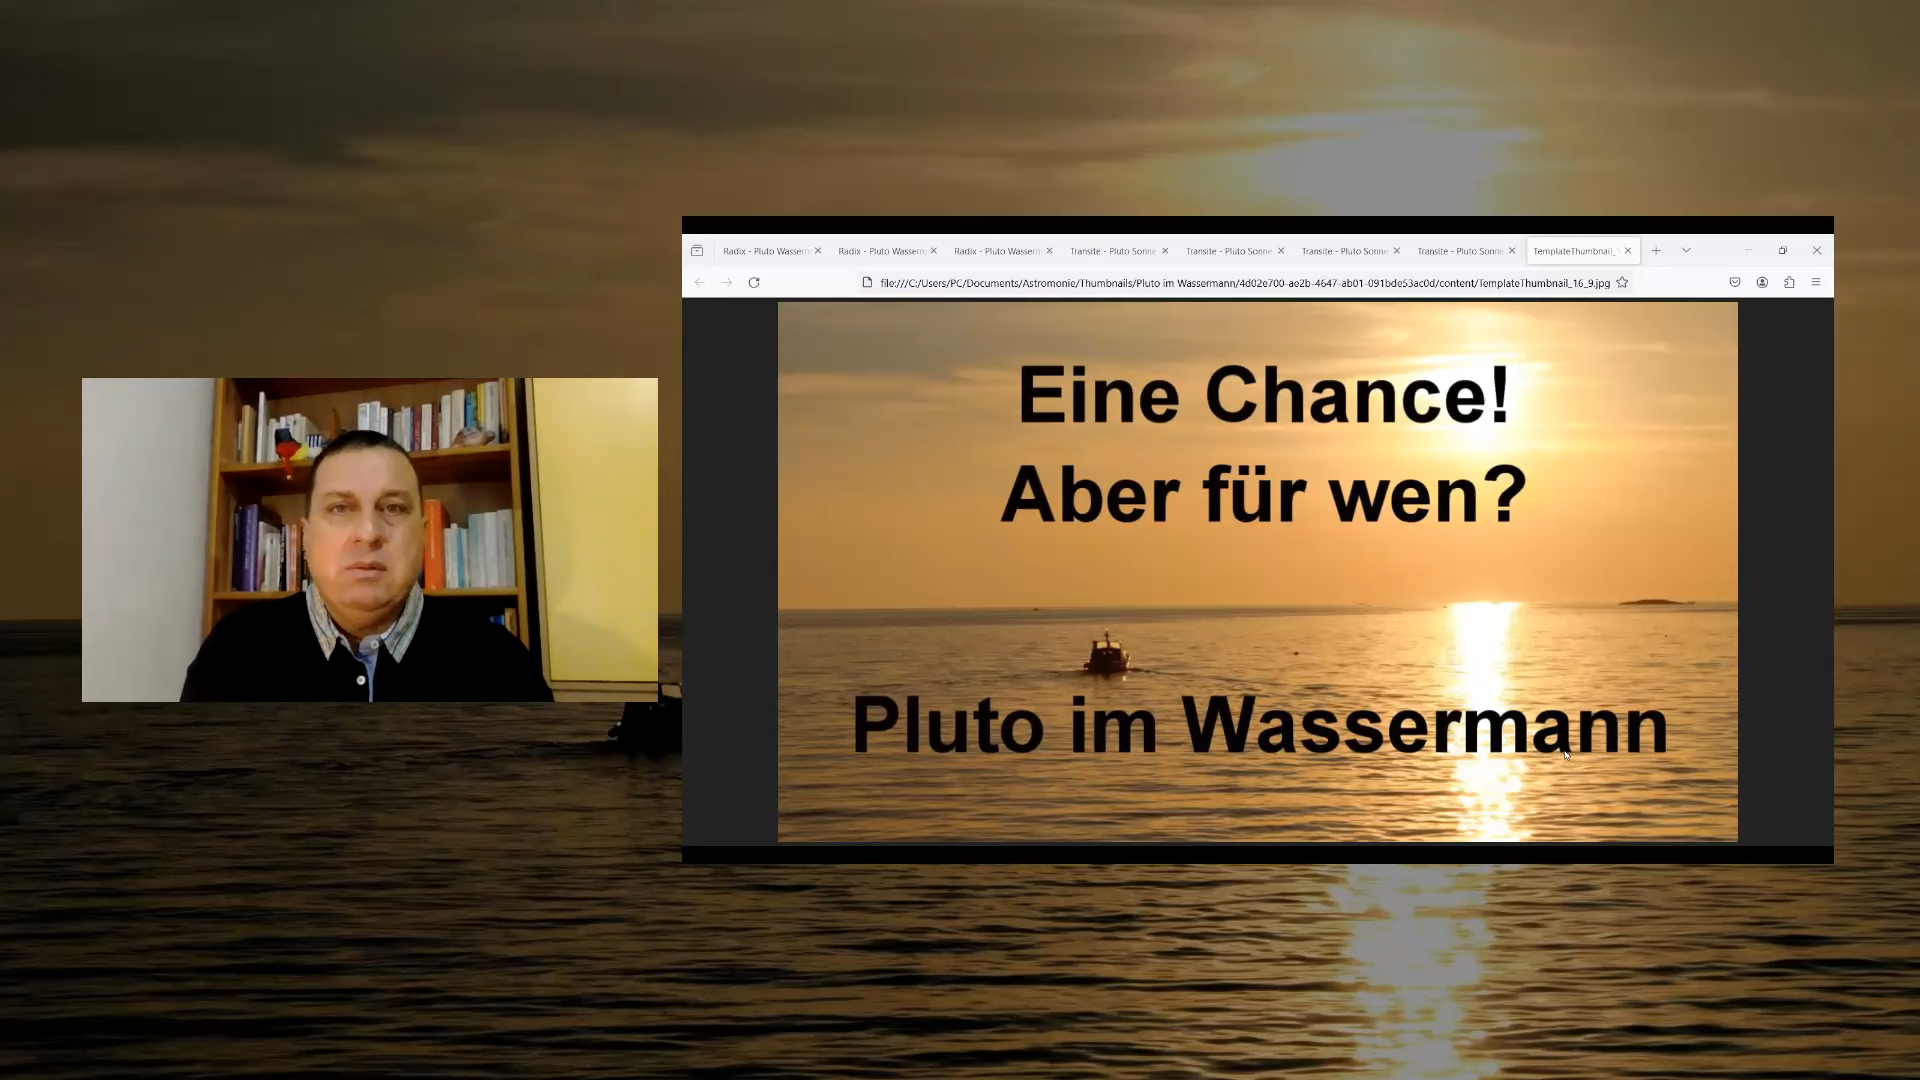 Radix - Pluto Wasserm
Radix - Pluto Wasserm
Radix - Pluto Wasserm
Transite - Pluto Sonne
Transite - Pluto Sonne
Transite - Pluto Sonne
Transite - Pluto Sonne
TemplateThumbnail_
file:///C:/Users/PC/Documents/Astromonie/Thumbnails/Pluto im Wassermann/4d02e700-ae2b-4647-ab01-091bde53ac0d/content/TemplateThumbnail_16_9.jpg
Eine Chance!
Aber für wen?
Pluto im Wassermann